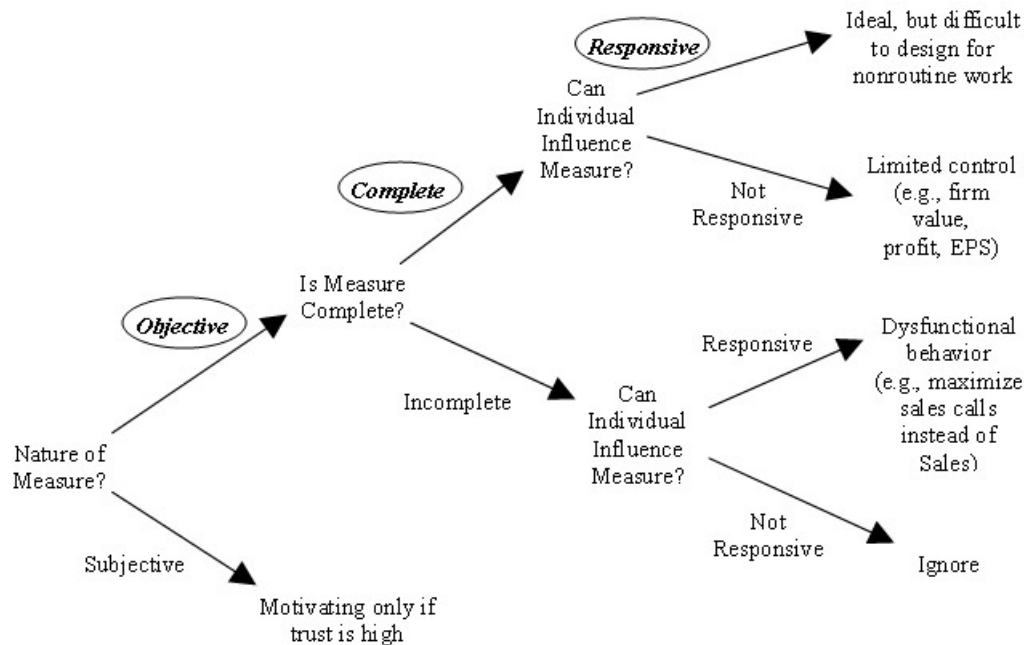 Responsive
Ideal, but difficult
to design for
nonroutine work
Can
Individual
Influence
Measure?
Complete
Not
Responsive
Limited control
(e.g., firm
value,
profit, EPS)
Is Measure
Complete?
Objective
Responsive
Dysfunctional
behavior
(e.g., maximize
sales calls
instead of
Sales)
Incomplete
Can
Individual
Influence
Measure?
Nature of
Measure?
Not
Responsive
Subjective
Ignore
Motivating only if
trust is high